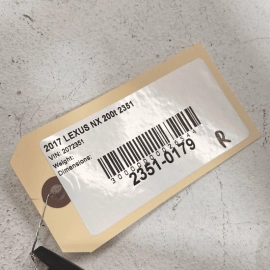 2017 LEXUS NX 200t 2351
VIN: 2072351
Weight:
Dimensions:
2351-0179
R